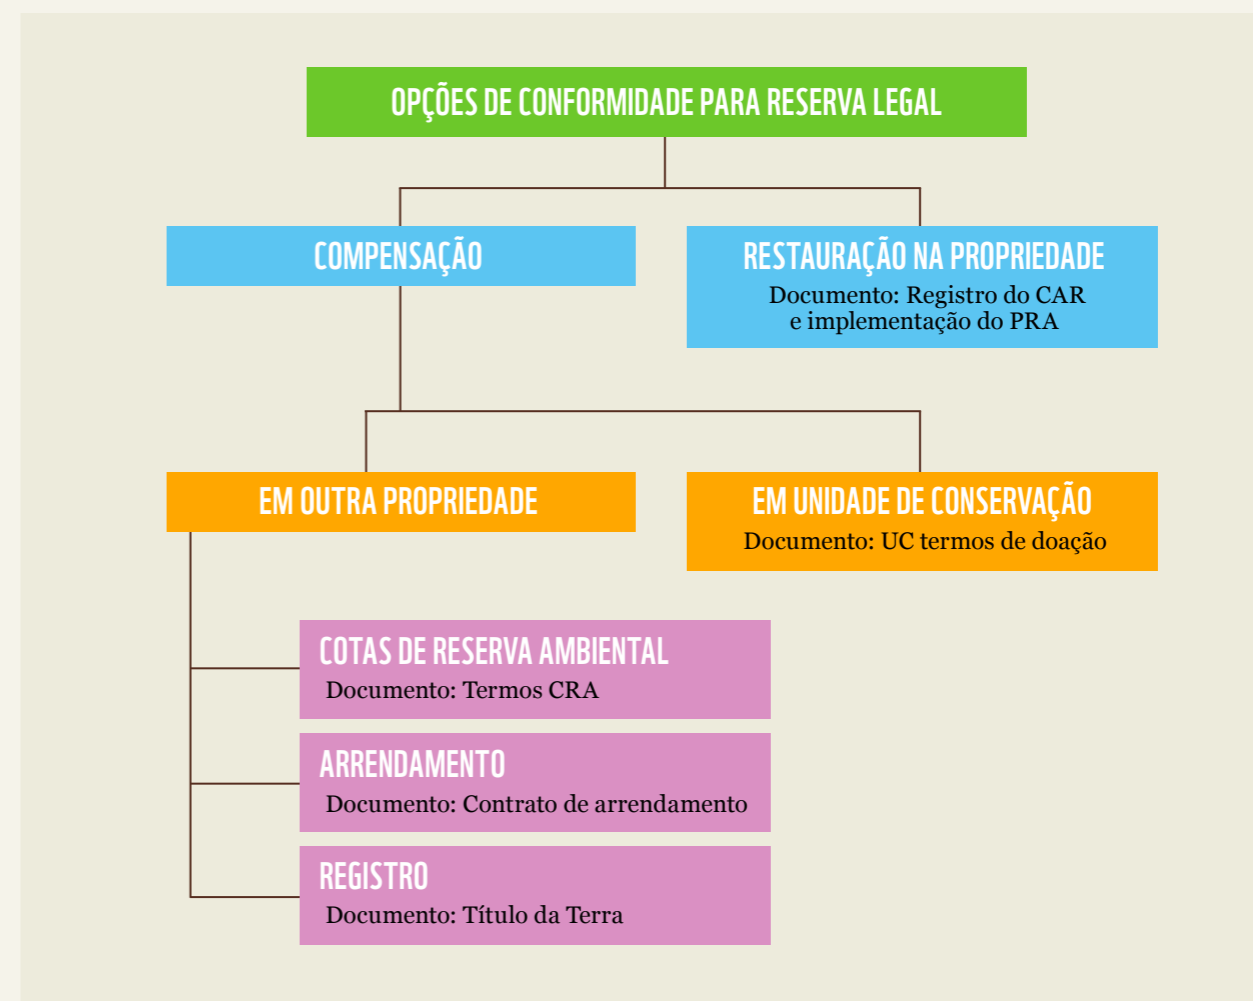 OPÇÕES DE CONFORMIDADE PARA RESERVA LEGAL
COMPENSAÇÃO
RESTAURAÇÃO NA PROPRIEDADE
Documento: Registro do CAR
e implementação do PRA
EM OUTRA PROPRIEDADE
EM UNIDADE DE CONSERVAÇÃO
Documento: UC termos de doação
COTAS DE RESERVA AMBIENTAL
Documento: Termos CRA
ARRENDAMENTO
Documento: Contrato de arrendamento
REGISTRO
Documento: Título da Terra